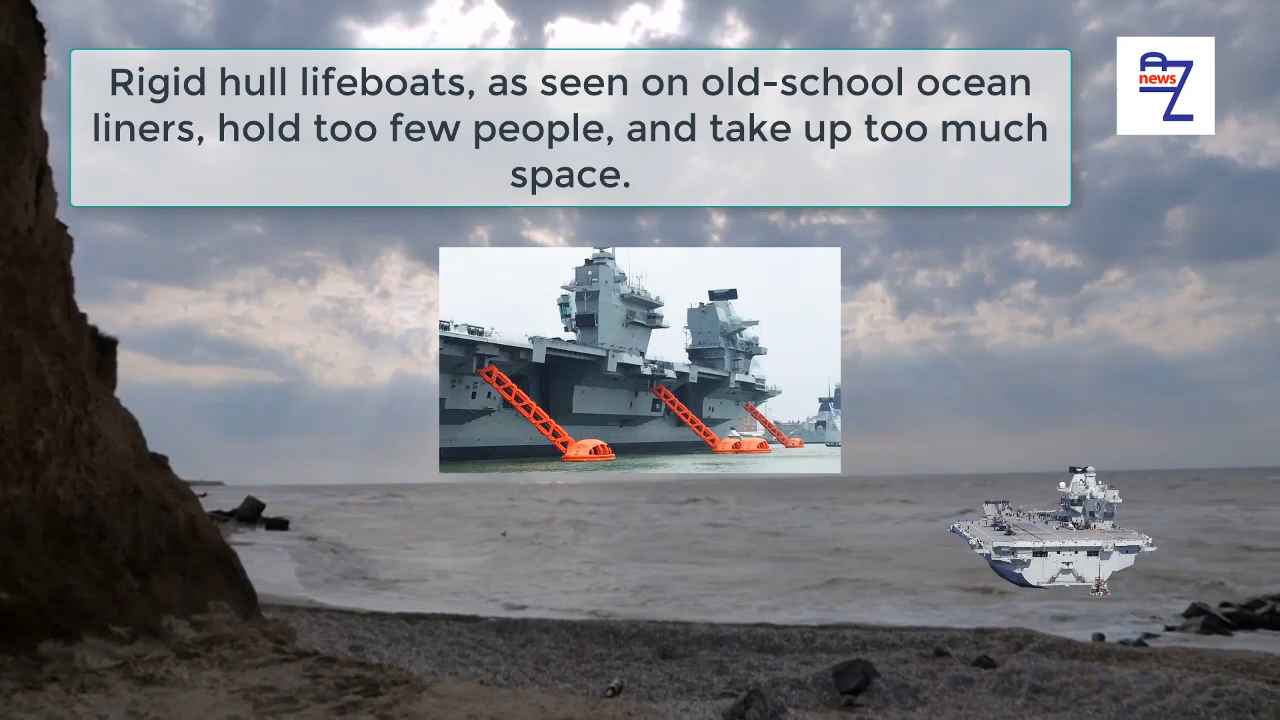 Rigid hull lifeboats, as seen on old-school ocean
liners, hold too few people, and take up too much
space.
A
news
Z